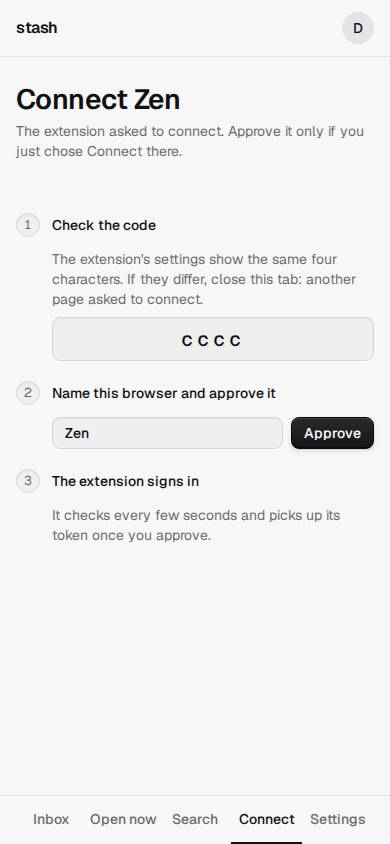 stash
D
Connect Zen
The extension asked to connect. Approve it only if you
just chose Connect there.
1
Check the code
The extension's settings show the same four
characters. If they differ, close this tab: another
page asked to connect.
C C C C
2
Name this browser and approve it
Zen
Approve
3
The extension signs in
It checks every few seconds and picks up its
token once you approve.
Inbox Open now Search Connect Settings